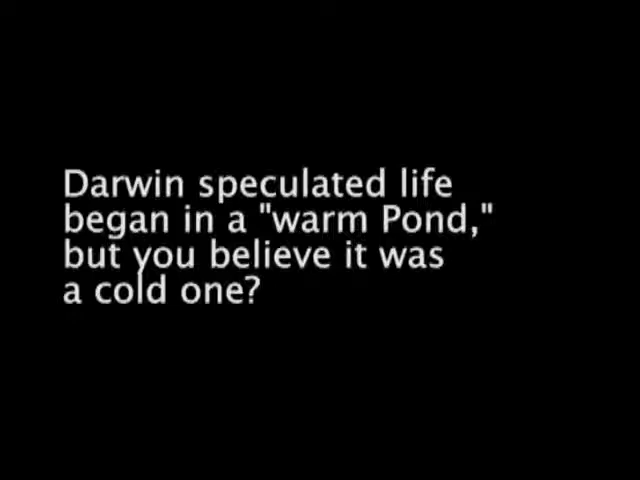 Darwin speculated life
began in a "warm Pond,"
but you believe it was
a cold one?